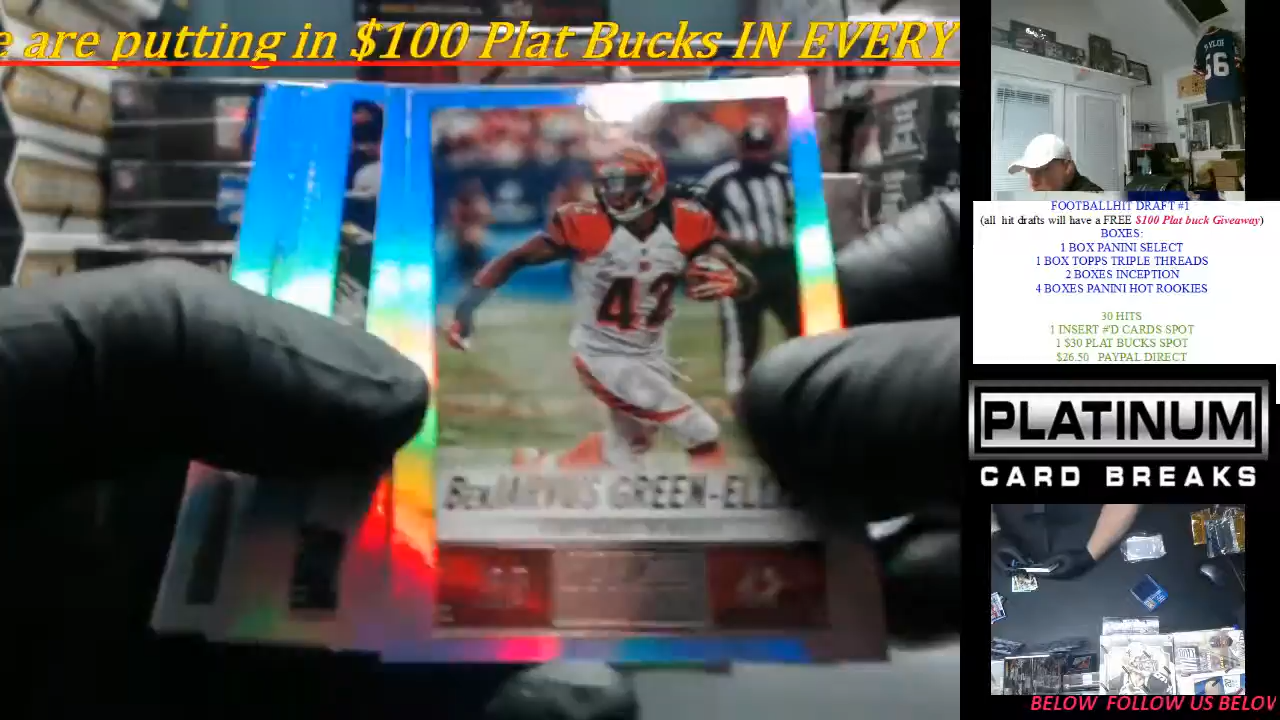 e are putting in $100 Plat Bucks IN EVERY
66
42
BENJARVUS GREEN-ELL
FOOTBALLHIT DRAFT #1
(all hit drafts will have a FREE $100 Plat buck Giveaway)
BOXES:
1 BOX PANINI SELECT
1 BOX TOPPS TRIPLE THREADS
2 BOXES INCEPTION
4 BOXES PANINI HOT ROOKIES
30 HITS
1 INSERT #'D CARDS SPOT
1 $30 PLAT BUCKS SPOT
$26.50 PAYPAL DIRECT
PLATINUM
CARD BREAKS
BELOW FOLLOW US BELOV